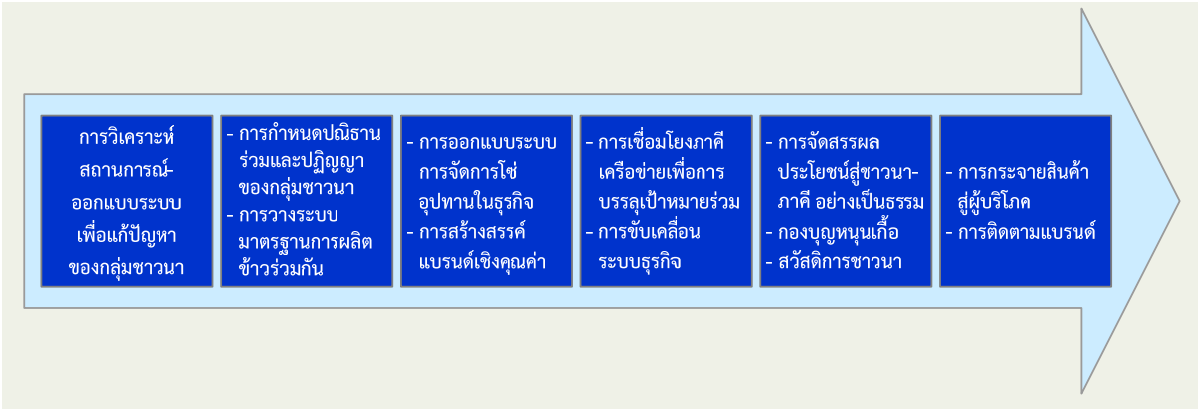 การวิเคราะห์
สถานการณ์-
ออกแบบระบบ
เพื่อแก้ปัญหา
ของกลุ่มชาวนา
- การกำหนดปณิธาน
ร่วมและปฏิญญา
ของกลุ่มชาวนา
- การวางระบบ
มาตรฐานการผลิต
ข้าวร่วมกัน
- การออกแบบระบบ
การจัดการโซ่
อุปทานในธุรกิจ
- การสร้างสรรค์
แบรนด์เชิงคุณค่า
- การเชื่อมโยงภาคี
เครือข่ายเพื่อการ
บรรลุเป้าหมายร่วม
- การขับเคลื่อน
ระบบธุรกิจ
- การจัดสรรผล
ประโยชน์สู่ชาวนา-
ภาคี อย่างเป็นธรรม
- กองบุญหนุนเกื้อ
- สวัสดิการชาวนา
- การกระจายสินค้า
สู่ผู้บริโภค
- การติดตามแบรนด์